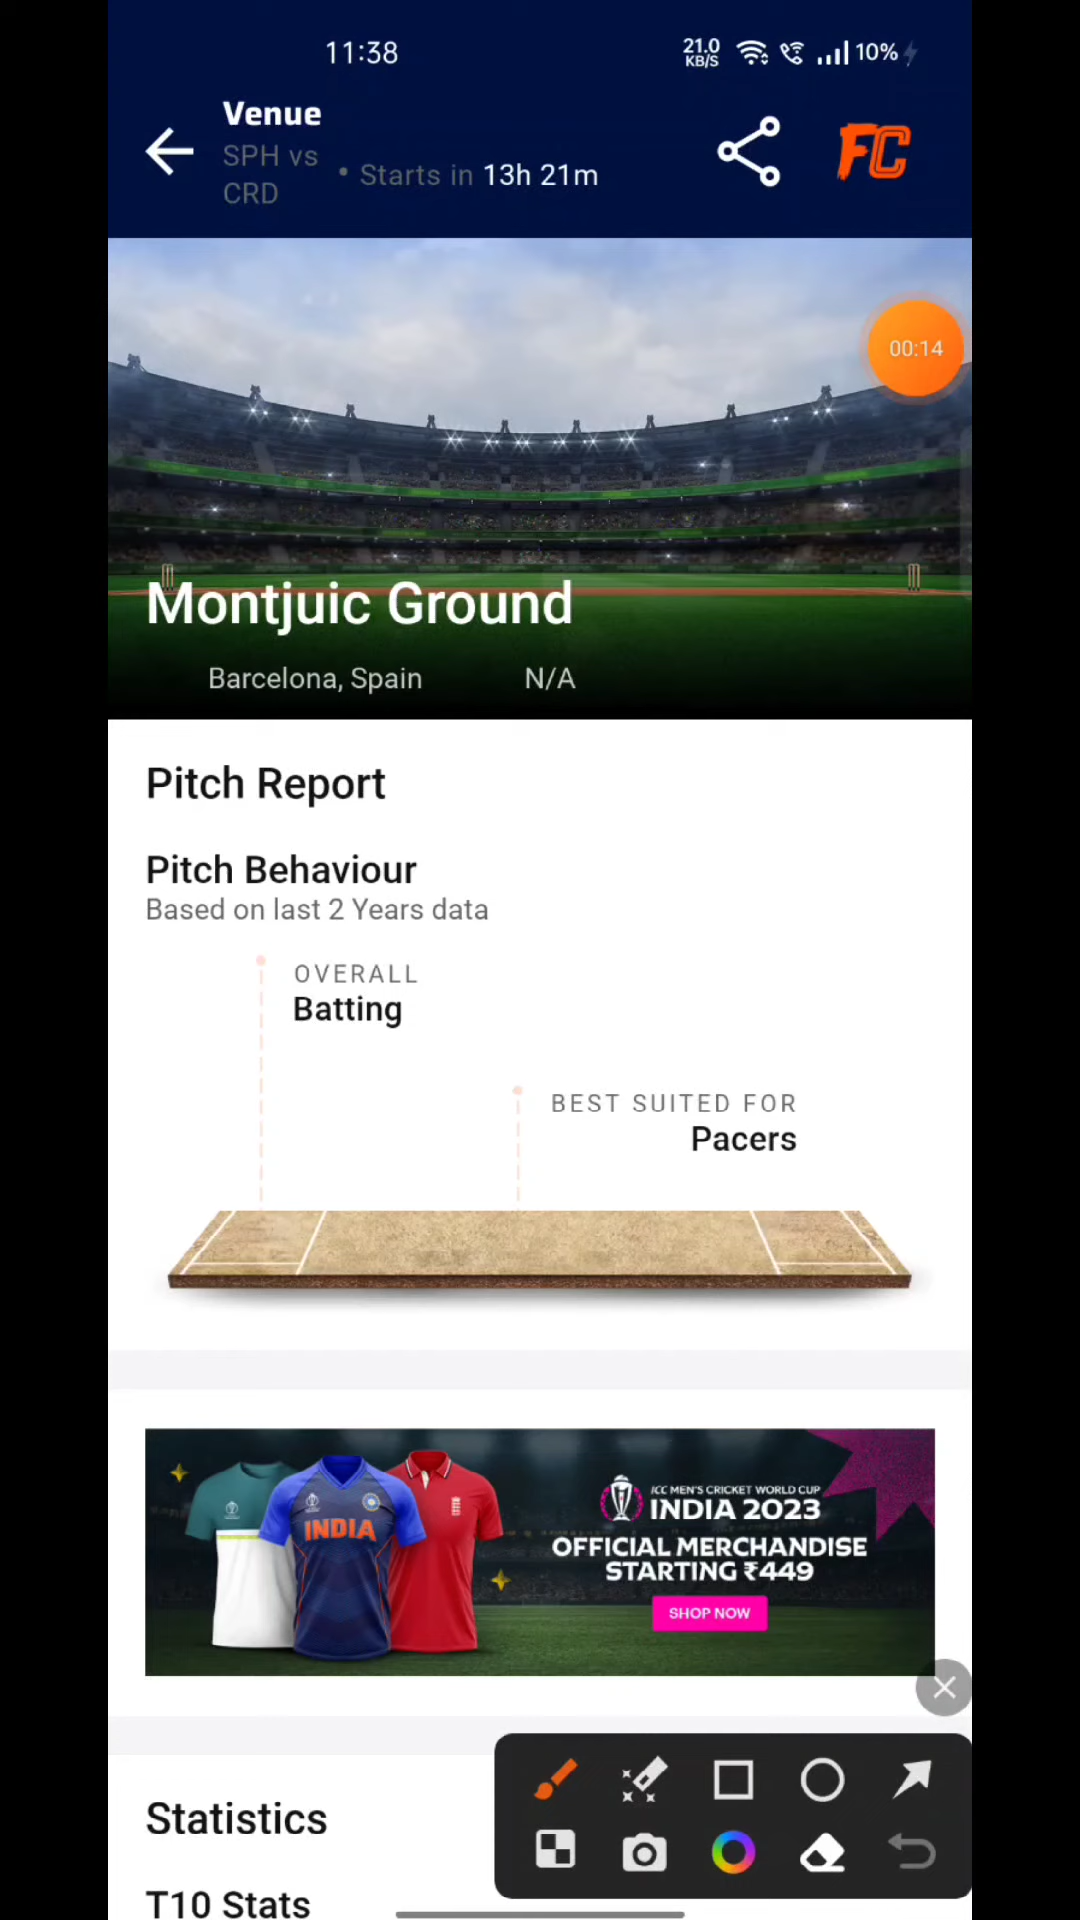 11:38
21.0
KB/S
10%
Venue
SPH vs
CRD
• Starts in 13h 21m
FC
00:14
Montjuic Ground
Barcelona, Spain
N/A
Pitch Report
Pitch Behaviour
Based on last 2 Years data
OVERALL
Batting
BEST SUITED FOR
Pacers
INDIA
ICC MEN'S CRICKET WORLD CUP
INDIA 2023
OFFICIAL MERCHANDISE
STARTING ₹449
SHOP NOW
Statistics
T10 Stats